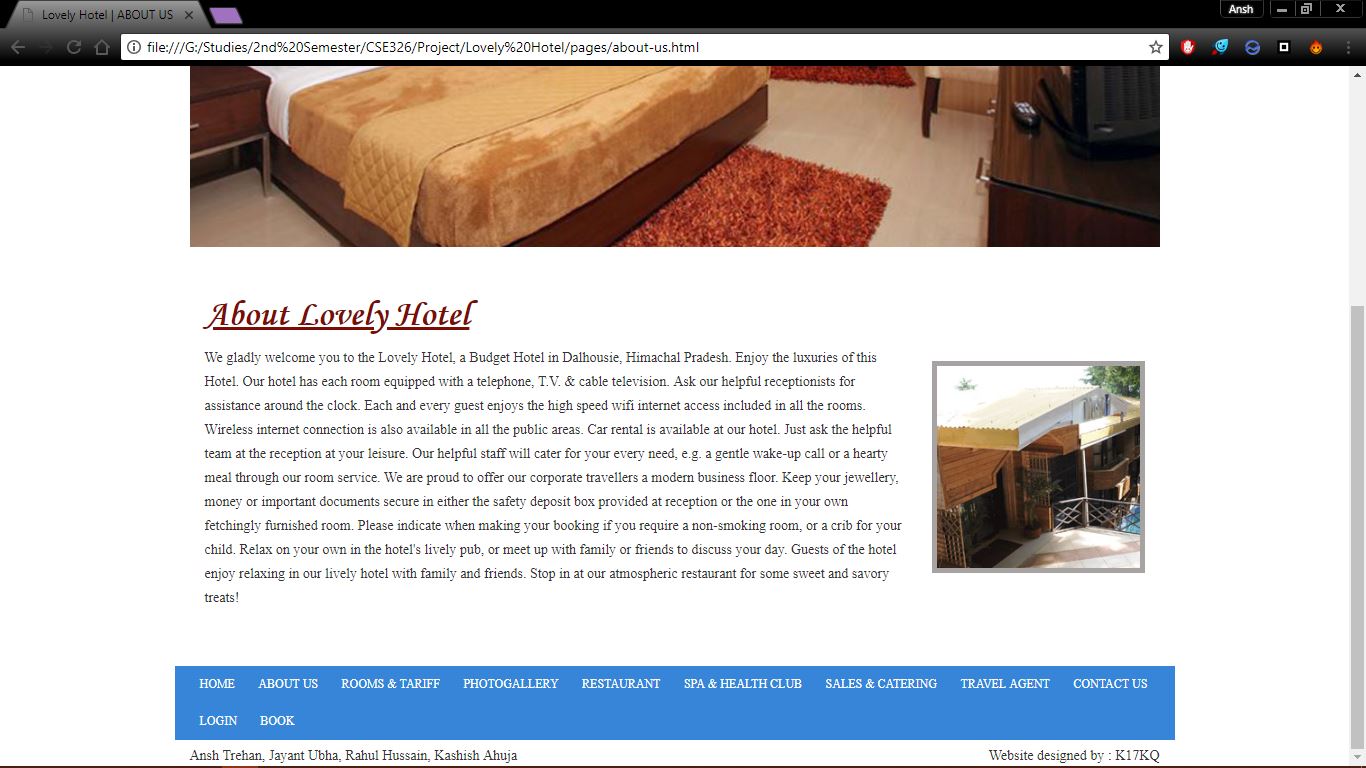 Lovely Hotel | ABOUT US
Ansh
file:///G:/Studies/2nd%20Semester/CSE326/Project/Lovely%20Hotel/pages/about-us.html
About Lovely Hotel
We gladly welcome you to the Lovely Hotel, a Budget Hotel in Dalhousie, Himachal Pradesh. Enjoy the luxuries of this
Hotel. Our hotel has each room equipped with a telephone, T.V. & cable television. Ask our helpful receptionists for
assistance around the clock. Each and every guest enjoys the high speed wifi internet access included in all the rooms.
Wireless internet connection is also available in all the public areas. Car rental is available at our hotel. Just ask the helpful
team at the reception at your leisure. Our helpful staff will cater for your every need, e.g. a gentle wake-up call or a hearty
meal through our room service. We are proud to offer our corporate travellers a modern business floor. Keep your jewellery,
money or important documents secure in either the safety deposit box provided at reception or the one in your own
fetchingly furnished room. Please indicate when making your booking if you require a non-smoking room, or a crib for your
child. Relax on your own in the hotel's lively pub, or meet up with family or friends to discuss your day. Guests of the hotel
enjoy relaxing in our lively hotel with family and friends. Stop in at our atmospheric restaurant for some sweet and savory
treats!
HOME ABOUT US ROOMS & TARIFF PHOTOGALLERY RESTAURANT SPA & HEALTH CLUB SALES & CATERING TRAVEL AGENT CONTACT US
LOGIN BOOK
Ansh Trehan, Jayant Ubha, Rahul Hussain, Kashish Ahuja Website designed by : K17KQ